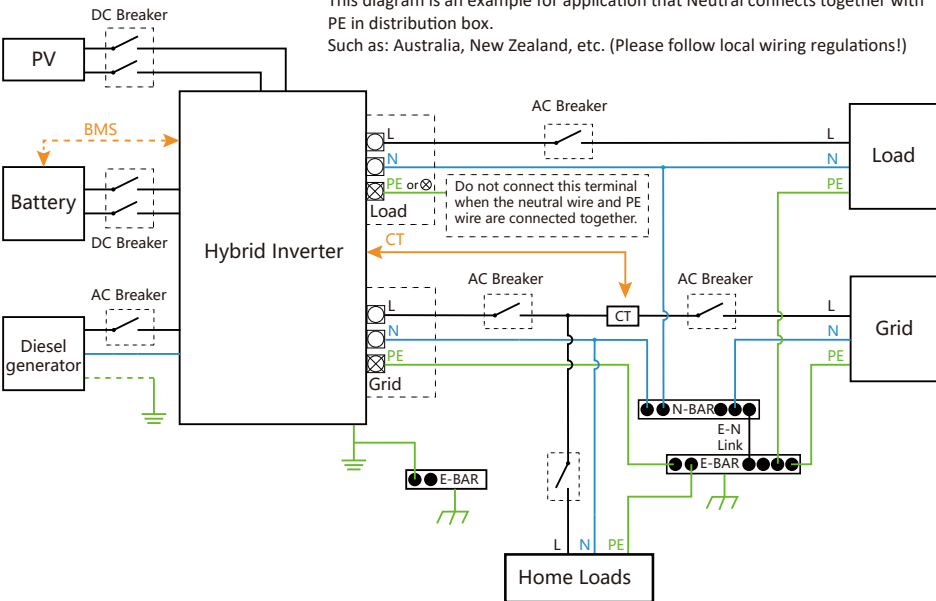 This diagram is an example for application that Neutral connects together with
PE in distribution box.
Such as: Australia, New Zealand, etc. (Please follow local wiring regulations!)
DC Breaker
PV
BMS
Battery
DC Breaker
AC Breaker
Diesel
generator
Hybrid Inverter
L
N
PE or
Load
Do not connect this terminal
when the neutral wire and PE
wire are connected together.
AC Breaker
L
N
PE
Load
CT
AC Breaker
CT
AC Breaker
L
N
PE
Grid
L
N
PE
Grid
N-BAR
E-N
Link
E-BAR
E-BAR
L
N
PE
Home Loads